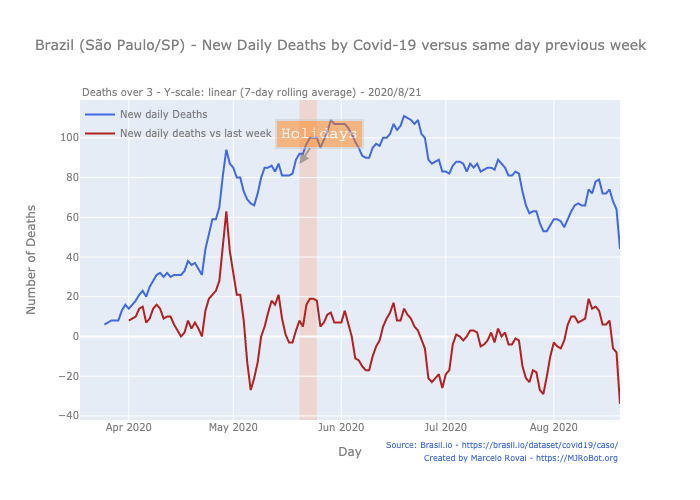 Brazil (São Paulo/SP) - New Daily Deaths by Covid-19 versus same day previous week
Deaths over 3 - Y-scale: linear (7-day rolling average) - 2020/8/21
New daily Deaths
New daily deaths vs last week
Holidays
Number of Deaths
100
80
60
40
20
0
−20
−40
Apr 2020
May 2020
Jun 2020
Jul 2020
Aug 2020
Day
Source: Brasil.io - https://brasil.io/dataset/covid19/caso/
Created by Marcelo Rovai - https://MJRoBot.org